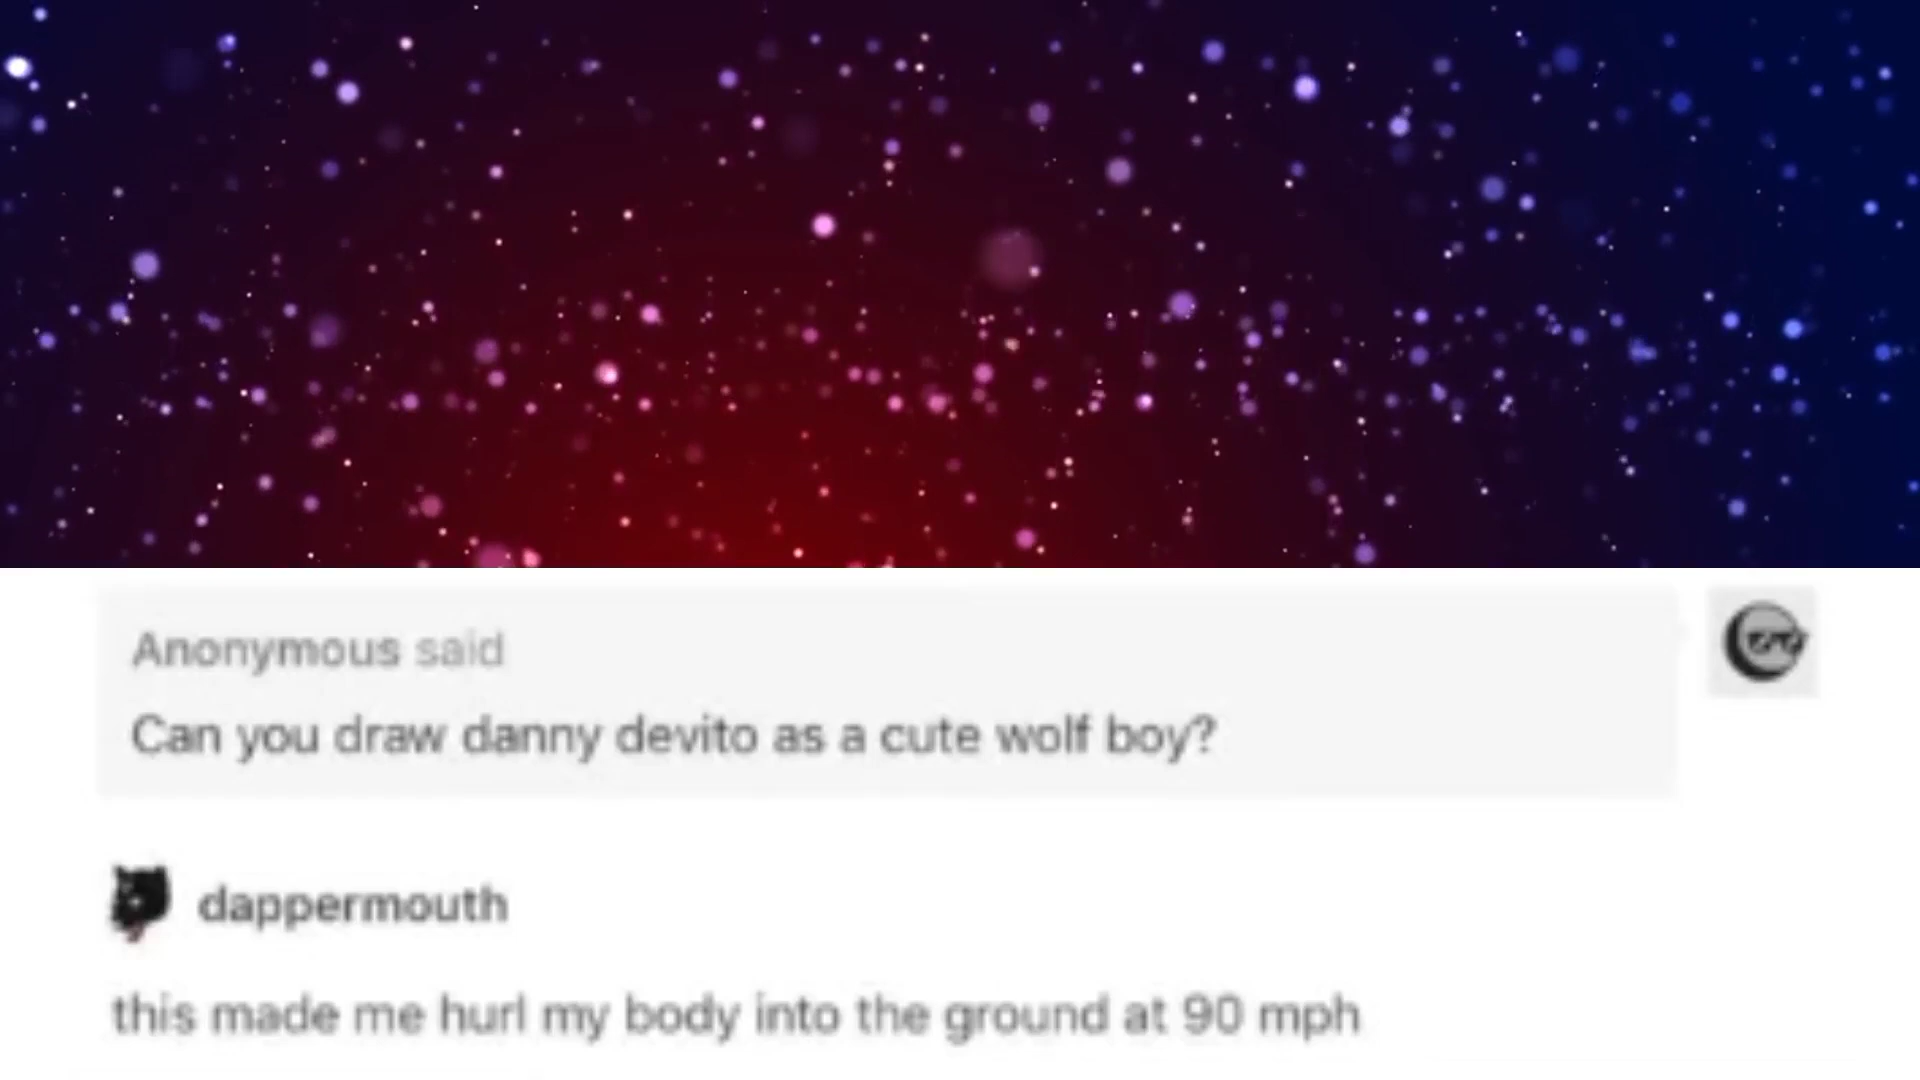 Anonymous said
Can you draw danny devito as a cute wolf boy?
dappermouth
this made me hurl my body into the ground at 90 mph